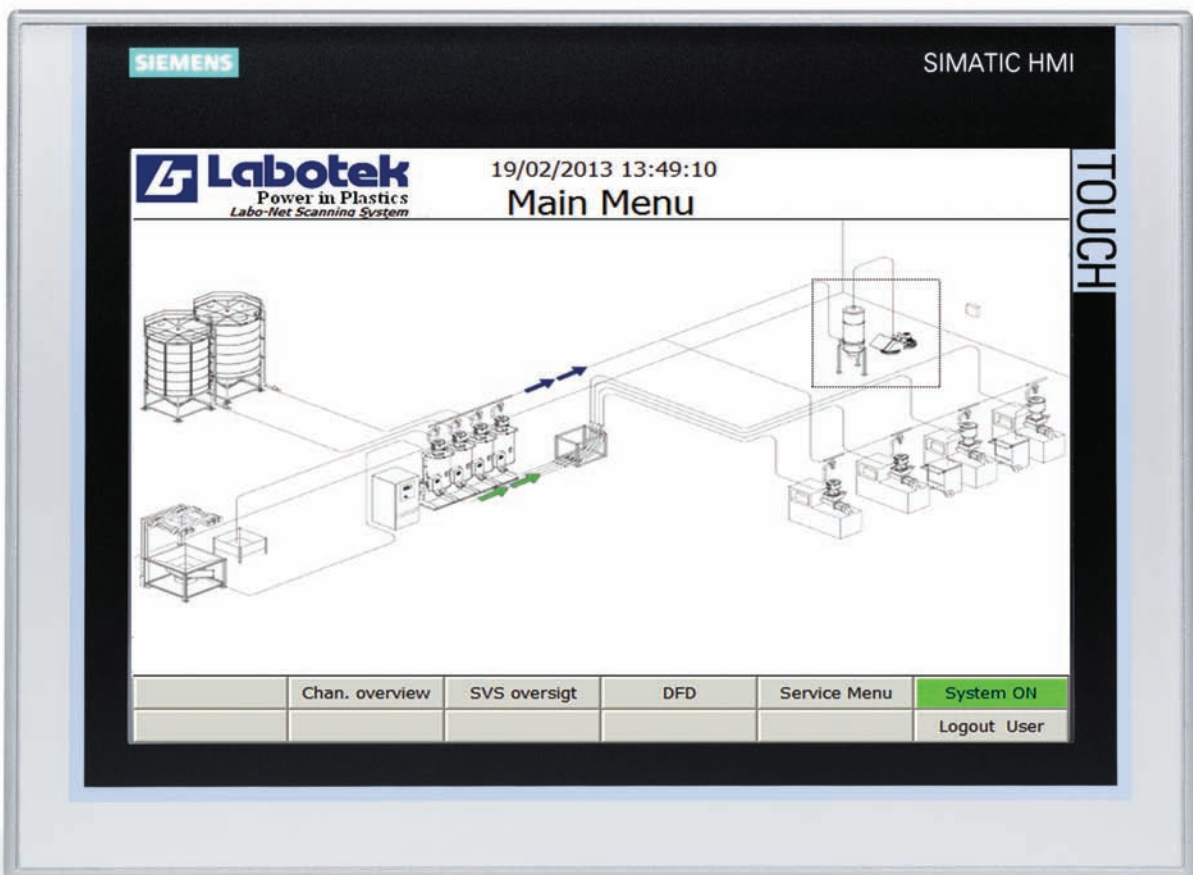 SIEMENS
SIMATIC HMI
TOUCH
Labotek
Power in Plastics
Labo-Net Scanning System
19/02/2013 13:49:10
Main Menu
Chan. overview
SVS oversigt
DFD
Service Menu
System ON
Logout User